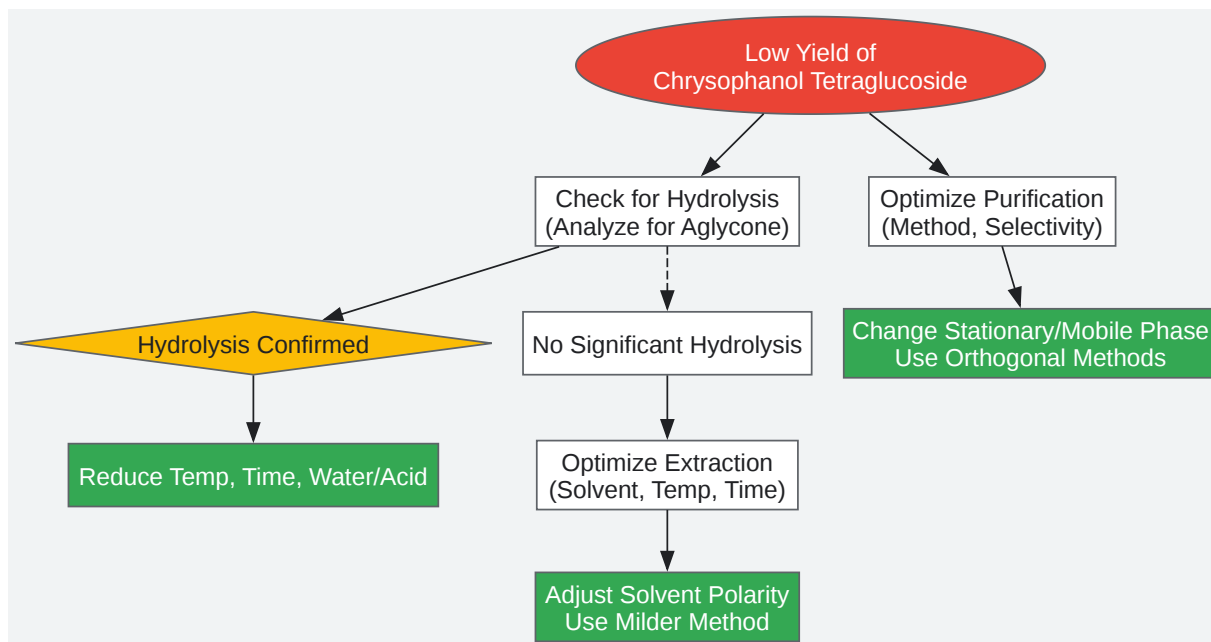 Low Yield of
Chrysophanol Tetraglucoside
Check for Hydrolysis
(Analyze for Aglycone)
Optimize Purification
(Method, Selectivity)
Hydrolysis Confirmed
No Significant Hydrolysis
Change Stationary/Mobile Phase
Use Orthogonal Methods
Reduce Temp, Time, Water/Acid
Optimize Extraction
(Solvent, Temp, Time)
Adjust Solvent Polarity
Use Milder Method